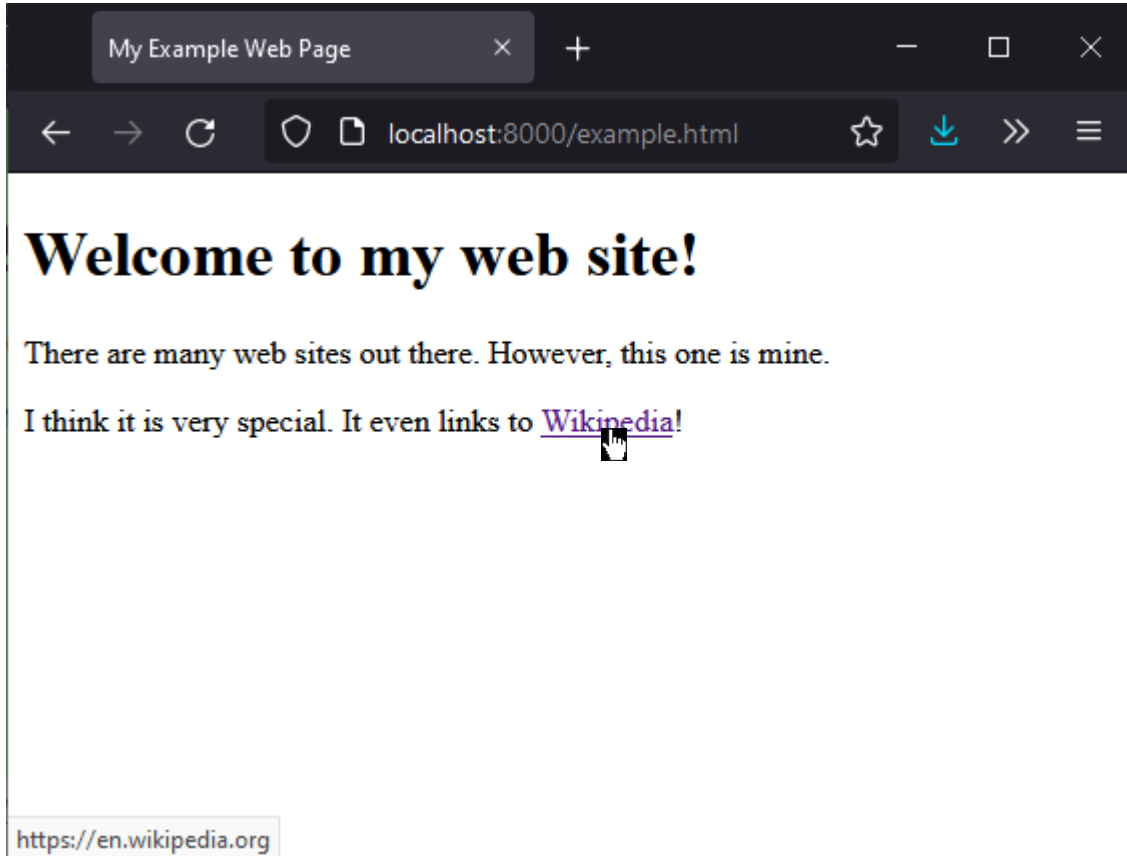 My Example Web Page
localhost:8000/example.html
Welcome to my web site!
There are many web sites out there. However, this one is mine.
I think it is very special. It even links to Wikipedia!
https://en.wikipedia.org